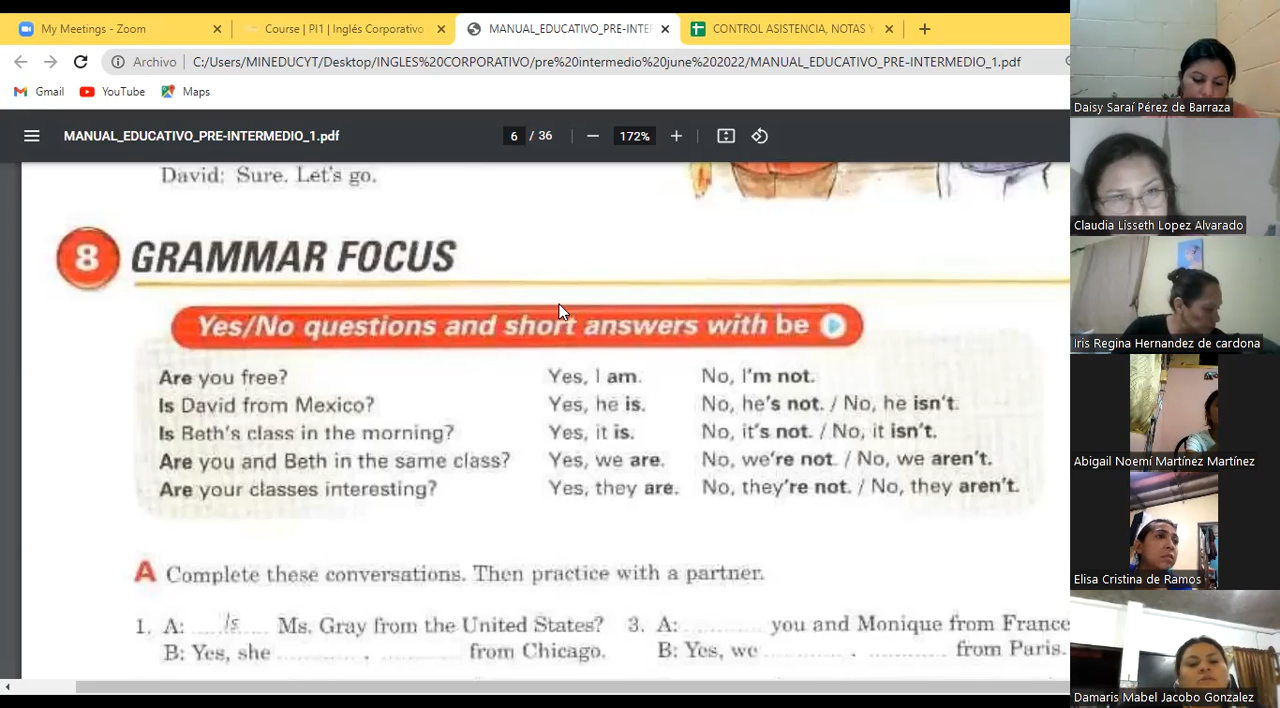 My Meetings - Zoom
Course | PI1 | Inglés Corporativo
MANUAL_EDUCATIVO_PRE-INTE
CONTROL ASISTENCIA, NOTAS Y
Archivo
C:/Users/MINEDUCYT/Desktop/INGLES%20CORPORATIVO/pre%20intermedio%20june%202022/MANUAL_EDUCATIVO_PRE-INTERMEDIO_1.pdf
Gmail YouTube Maps
MANUAL_EDUCATIVO_PRE-INTERMEDIO_1.pdf
6 / 36
172%
David: Sure. Let's go.
8 GRAMMAR FOCUS
Yes/No questions and short answers with be
Are you free? Yes, I am. No, I'm not.
Is David from Mexico? Yes, he is. No, he's not. / No, he isn't.
Is Beth's class in the morning? Yes, it is. No, it's not. / No, it isn't.
Are you and Beth in the same class? Yes, we are. No, we're not. / No, we aren't.
Are your classes interesting? Yes, they are. No, they're not. / No, they aren't.
A Complete these conversations. Then practice with a partner.
1. A: Is Ms. Gray from the United States?
B: Yes, she ........ . ........ from Chicago.
3. A: ........ you and Monique from France
B: Yes, we ........ . ........ from Paris.
Daisy Saraí Pérez de Barraza
Claudia Lisseth Lopez Alvarado
Iris Regina Hernandez de cardona
Abigail Noemí Martínez Martínez
Elisa Cristina de Ramos
Damaris Mabel Jacobo Gonzalez